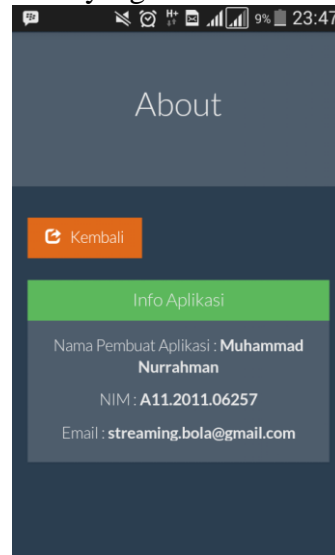 9% 23:47
About
Kembali
Info Aplikasi
Nama Pembuat Aplikasi : Muhammad
Nurrahman
NIM : A11.2011.06257
Email : streaming.bola@gmail.com